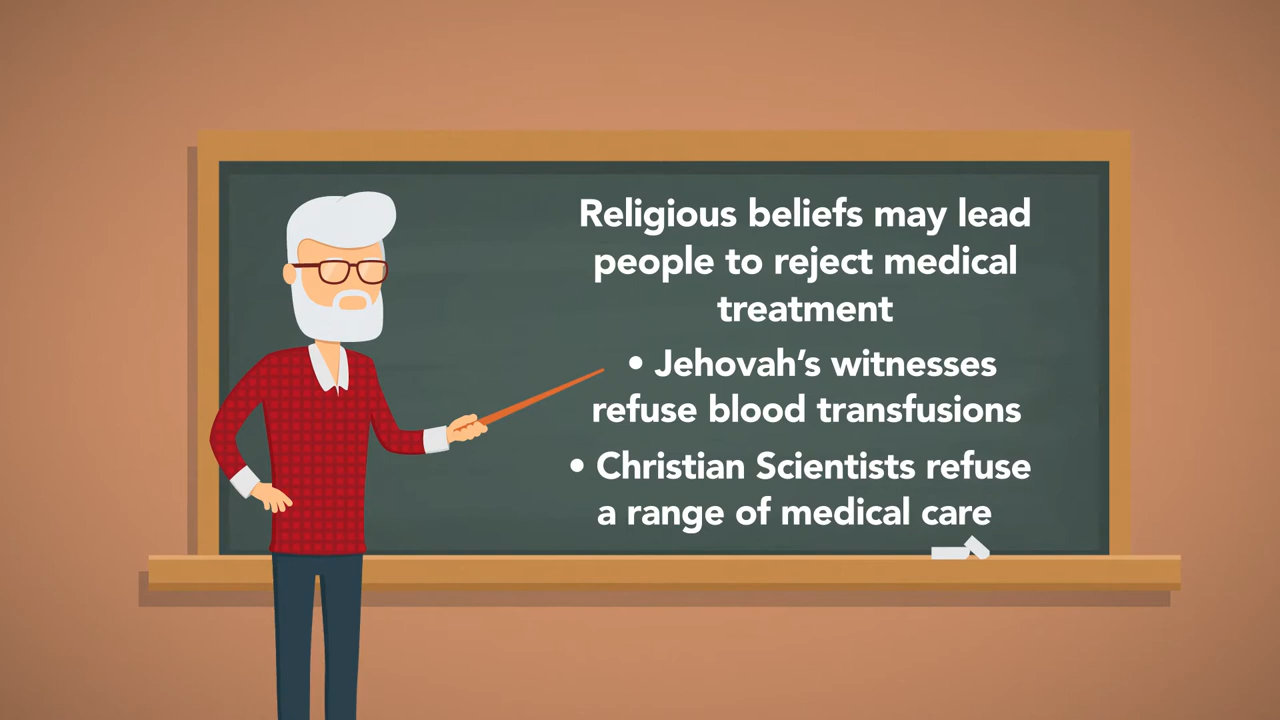 Religious beliefs may lead
people to reject medical
treatment
• Jehovah's witnesses
refuse blood transfusions
• Christian Scientists refuse
a range of medical care